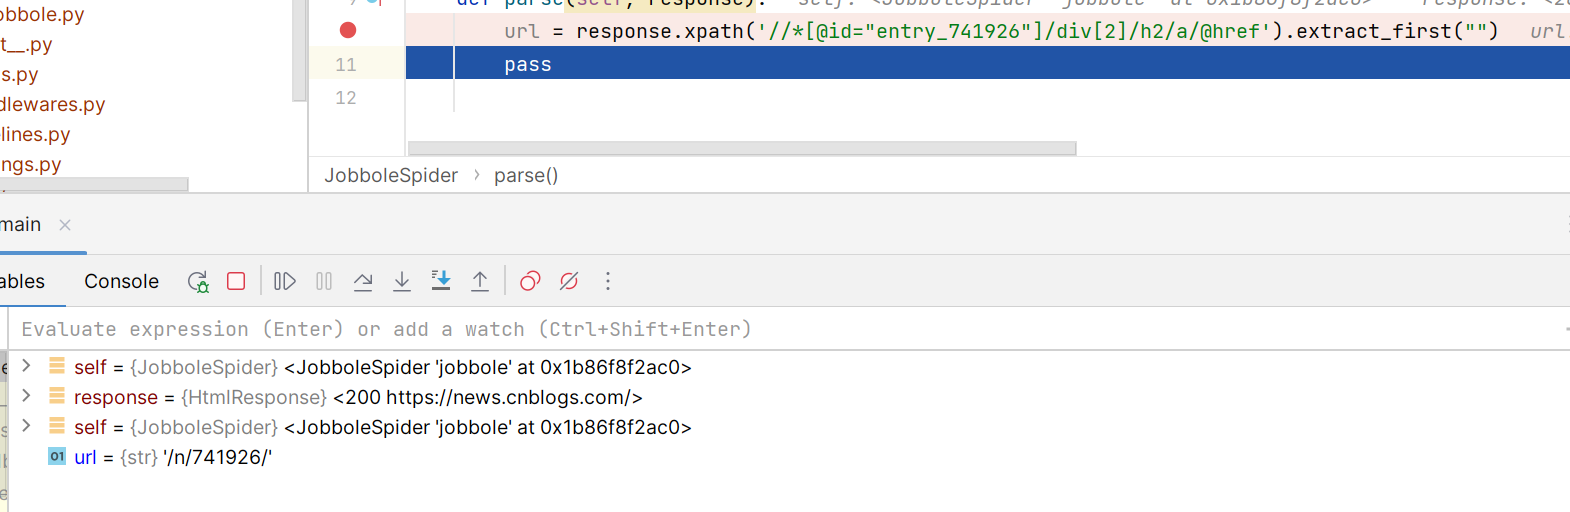 obbole.py
t__.py
s.py
dlewares.py
lines.py
ngs.py
url = response.xpath('//*[@id="entry_741926"]/div[2]/h2/a/@href').extract_first("") url
11 pass
12
JobboleSpider › parse()
main ×
ables Console
Evaluate expression (Enter) or add a watch (Ctrl+Shift+Enter)
self = {JobboleSpider} <JobboleSpider 'jobbole' at 0x1b86f8f2ac0>
response = {HtmlResponse} <200 https://news.cnblogs.com/>
self = {JobboleSpider} <JobboleSpider 'jobbole' at 0x1b86f8f2ac0>
01 url = {str} '/n/741926/'